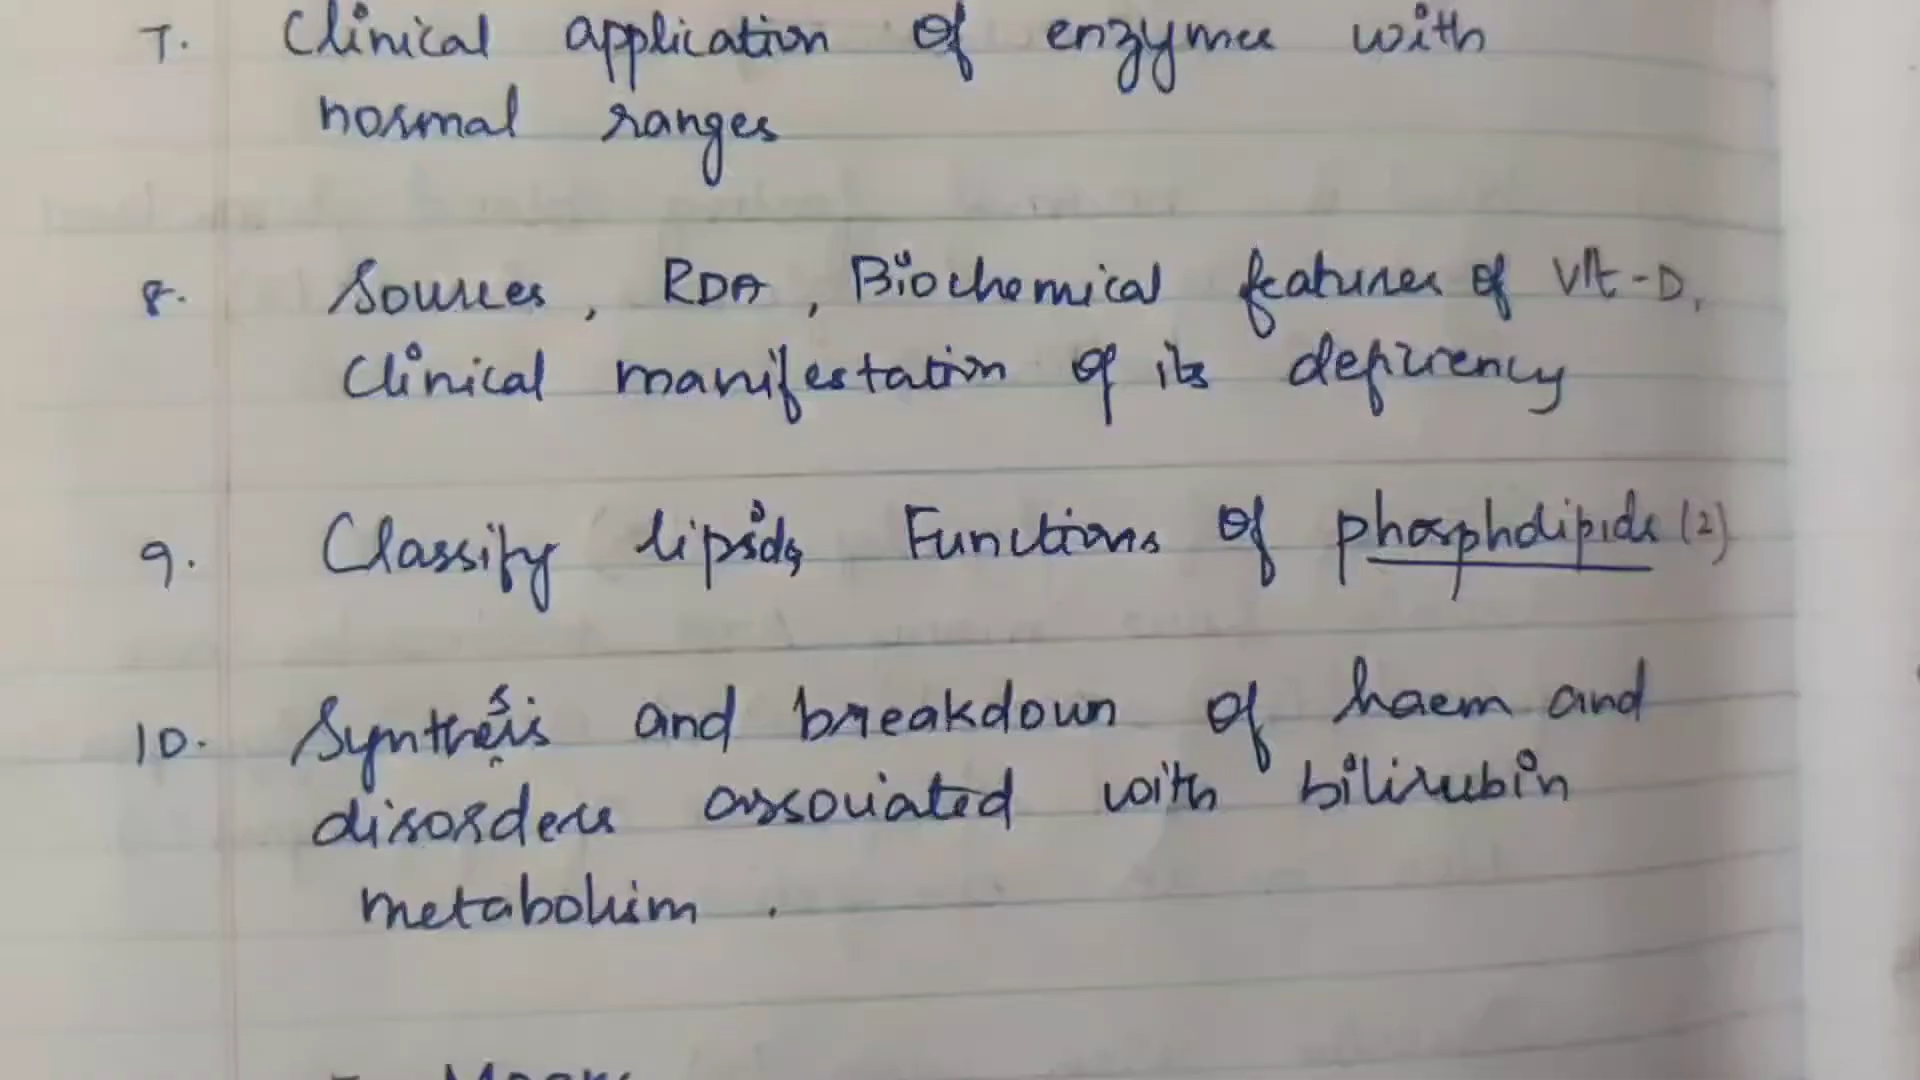 7. Clinical application of enzymes with
normal ranges
8. Sources, RDA, Biochemical features of Vit-D,
Clinical manifestation of its deficiency
9. Classify lipids, Functions of phospholipids (2)
10. Synthesis and breakdown of haem and
disorders associated with bilirubin
metabolism.